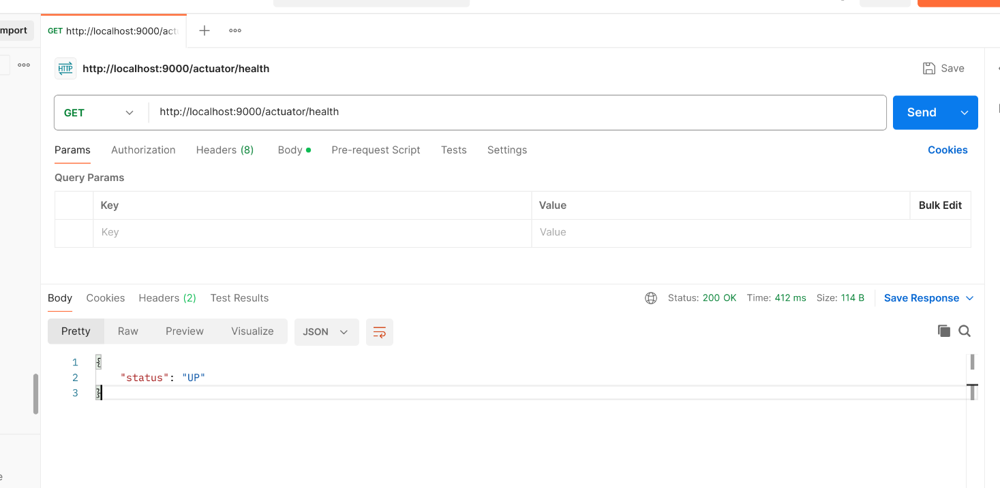 mport
GET http://localhost:9000/actu
HTTP http://localhost:9000/actuator/health
Save
GET http://localhost:9000/actuator/health
Send
Params Authorization Headers (8) Body Pre-request Script Tests Settings Cookies
Query Params
Key Value Bulk Edit
Key Value
Body Cookies Headers (2) Test Results Status: 200 OK Time: 412 ms Size: 114 B Save Response
Pretty Raw Preview Visualize JSON
1 {
2 "status": "UP"
3 }
e